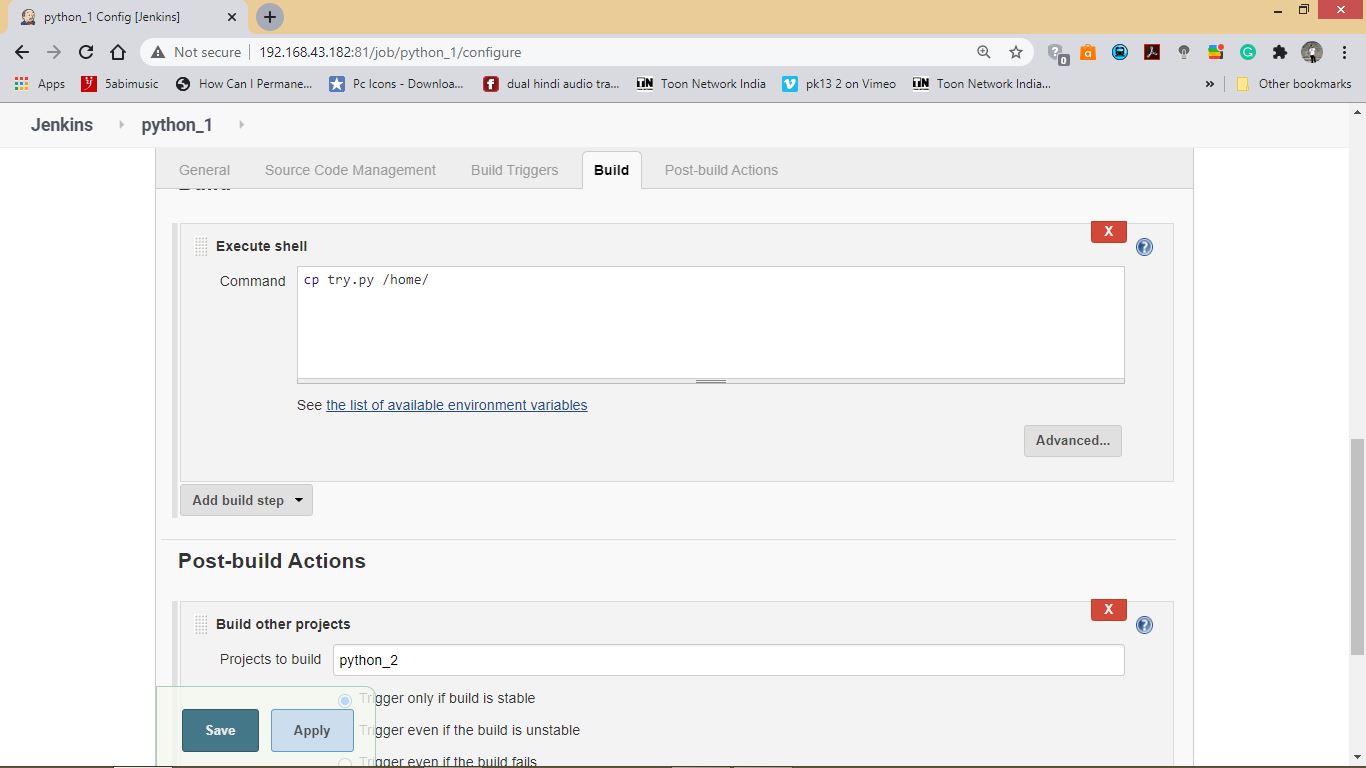 python_1 Config [Jenkins]
Not secure 192.168.43.182:81/job/python_1/configure
0
Apps 5abimusic How Can I Permane... Pc Icons - Downloa... dual hindi audio tra... Toon Network India pk13 2 on Vimeo Toon Network India... » Other bookmarks
Jenkins python_1
General Source Code Management Build Triggers Build Post-build Actions
Build
Execute shell
X
Command cp try.py /home/
See the list of available environment variables
Advanced...
Add build step
Post-build Actions
Build other projects
X
Projects to build python_2
Trigger only if build is stable
Save Apply Trigger even if the build is unstable
Trigger even if the build fails